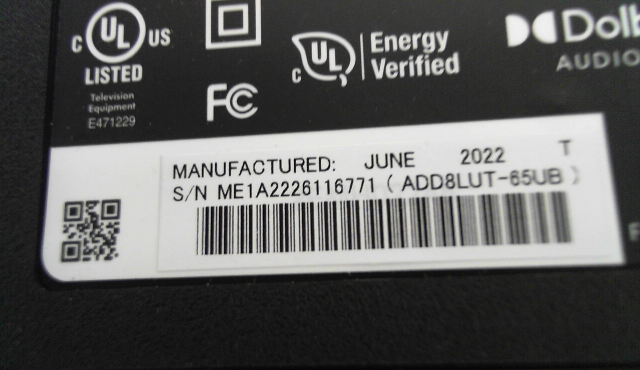 C UL US
LISTED
Television
Equipment
E471229
FC
C UL Energy
Verified
Dolb
AUDIO
MANUFACTURED: JUNE 2022 T
S/N ME1A2226116771 ( ADD8LUT-65UB )